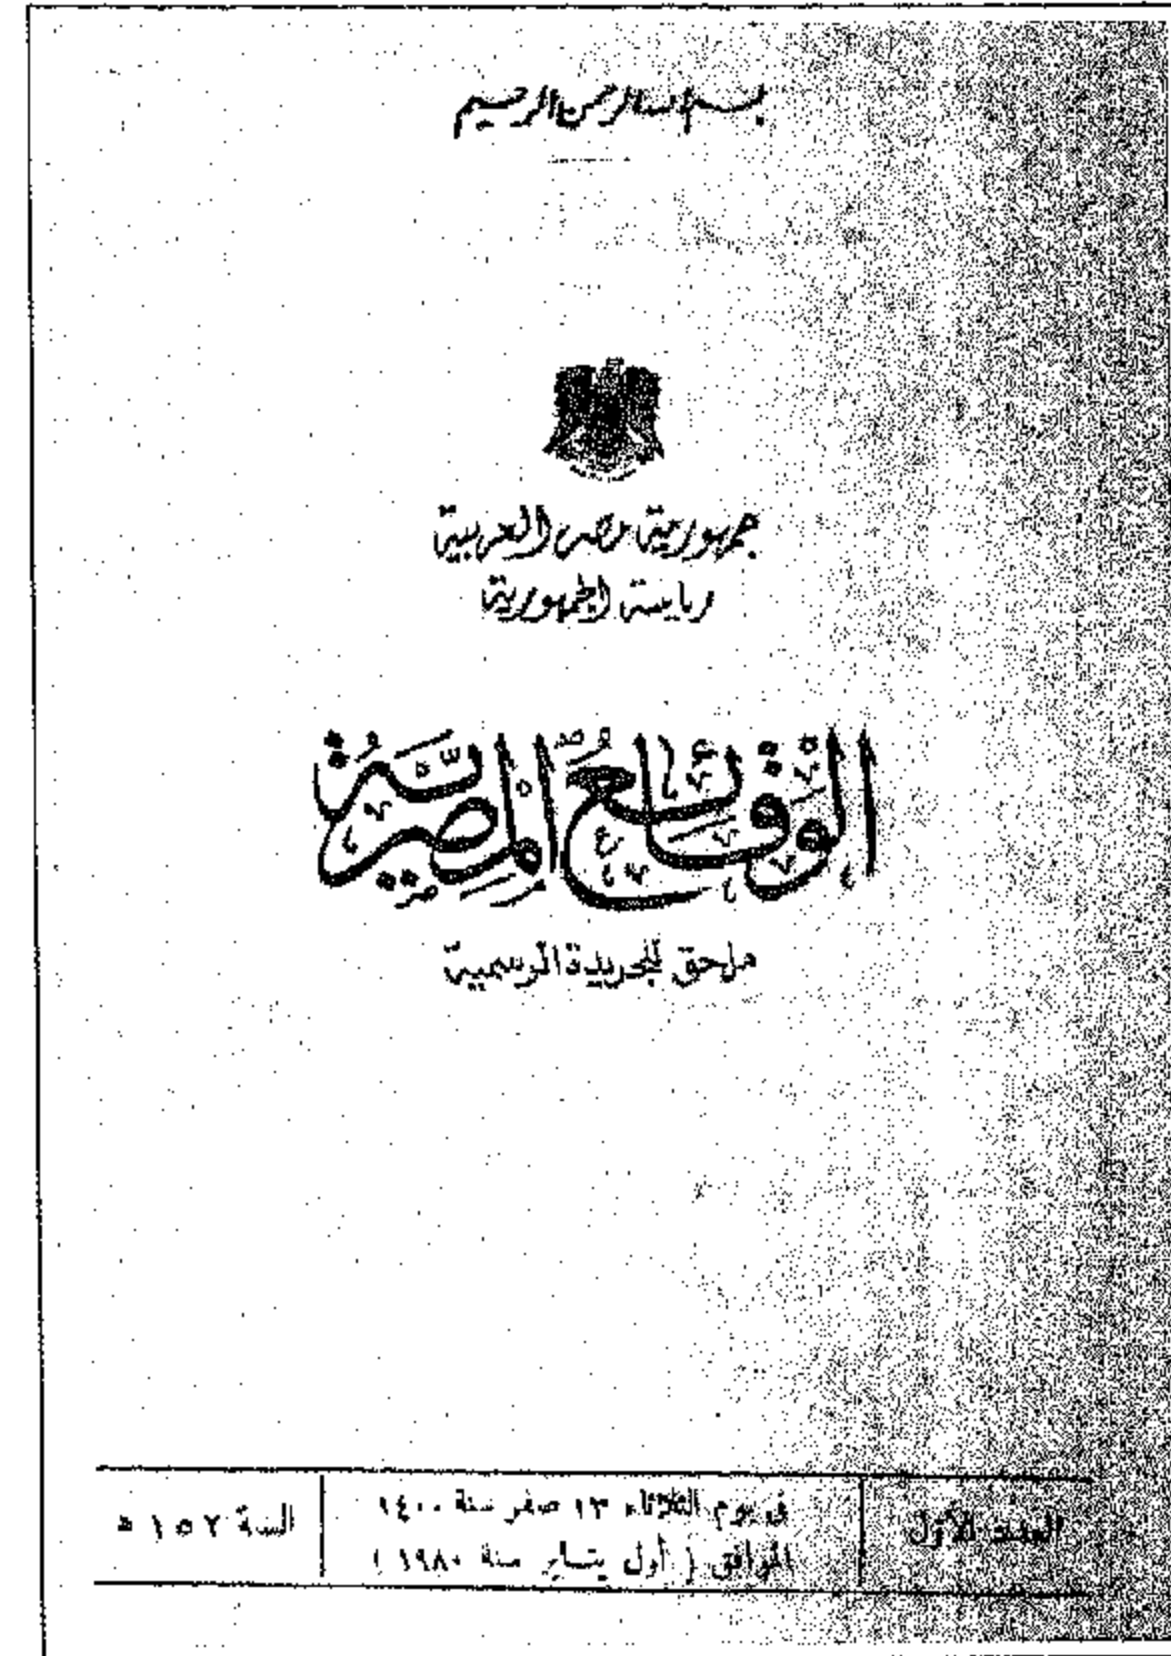 بسم الله الرحمن الرحيم
جمهورية مصر العربية
رياسة الجمهورية
الوقائع المصرية
ملحق للجريدة الرسمية
العدد الأول
في يوم الثلاثاء ١٣ صفر سنة ١٤٠٠
الموافق ( أول يناير سنة ١٩٨٠ )
السنة ١٥٢ هـ